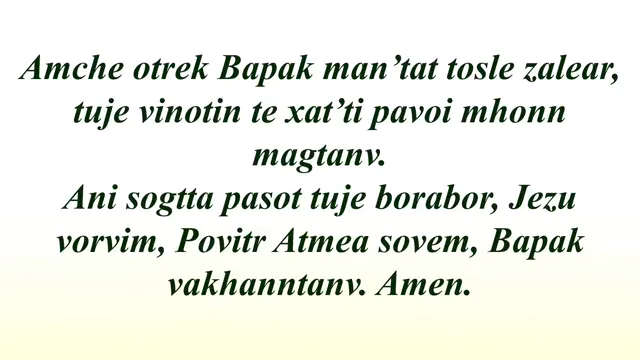 Amche otrek Bapak man’tat tosle zalear,
tuje vinotin te xat’ti pavoi mhonn
magtanv.
Ani sogtta pasot tuje borabor, Jezu
vorvim, Povitr Atmea sovem, Bapak
vakhanntanv. Amen.